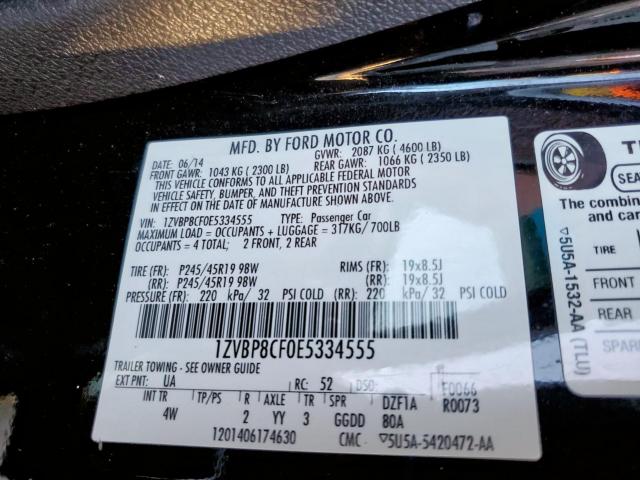 MFD. BY FORD MOTOR CO.
DATE: 06/14 GVWR: 2087 KG ( 4600 LB)
FRONT GAWR: 1043 KG ( 2300 LB) REAR GAWR: 1066 KG ( 2350 LB)
THIS VEHICLE CONFORMS TO ALL APPLICABLE FEDERAL MOTOR
VEHICLE SAFETY, BUMPER, AND THEFT PREVENTION STANDARDS
IN EFFECT ON THE DATE OF MANUFACTURE SHOWN ABOVE.
VIN: 1ZVBP8CF0E5334555 TYPE: Passenger Car
MAXIMUM LOAD = OCCUPANTS + LUGGAGE = 317KG/ 700LB
OCCUPANTS = 4 TOTAL; 2 FRONT, 2 REAR
TIRE (FR): P245/45R19 98W RIMS (FR): 19x8.5J
(RR): P245/45R19 98W (RR): 19x8.5J
PRESSURE (FR): 220 kPa/ 32 PSI COLD (RR): 220 kPa/ 32 PSI COLD
1ZVBP8CF0E5334555
TRAILER TOWING - SEE OWNER GUIDE
EXT PNT: UA RC: 52 DSO: F0066
R0073
INT TR TP/PS R AXLE TR SPR DZF1A
4W 2 YY 3 GGDD 80A
1201406174630 CMC 5U5A-5420472-AA
SEA
The combine
and car
TIRE
FRONT
REAR
SPARE
5U5A-1532-AA (TLU)